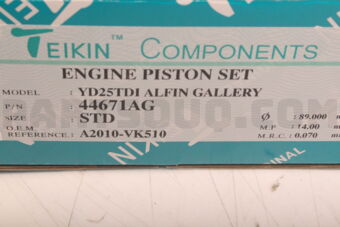 TEIKIN COMPONENTS
ENGINE PISTON SET
MODEL : YD25TDI ALFIN GALLERY
P/N : 44671AG Ø : 89.000
SIZE : STD M.P : 14.00
O.E.M. REFERENCE : A2010-VK510 M.R.C. : 0.070